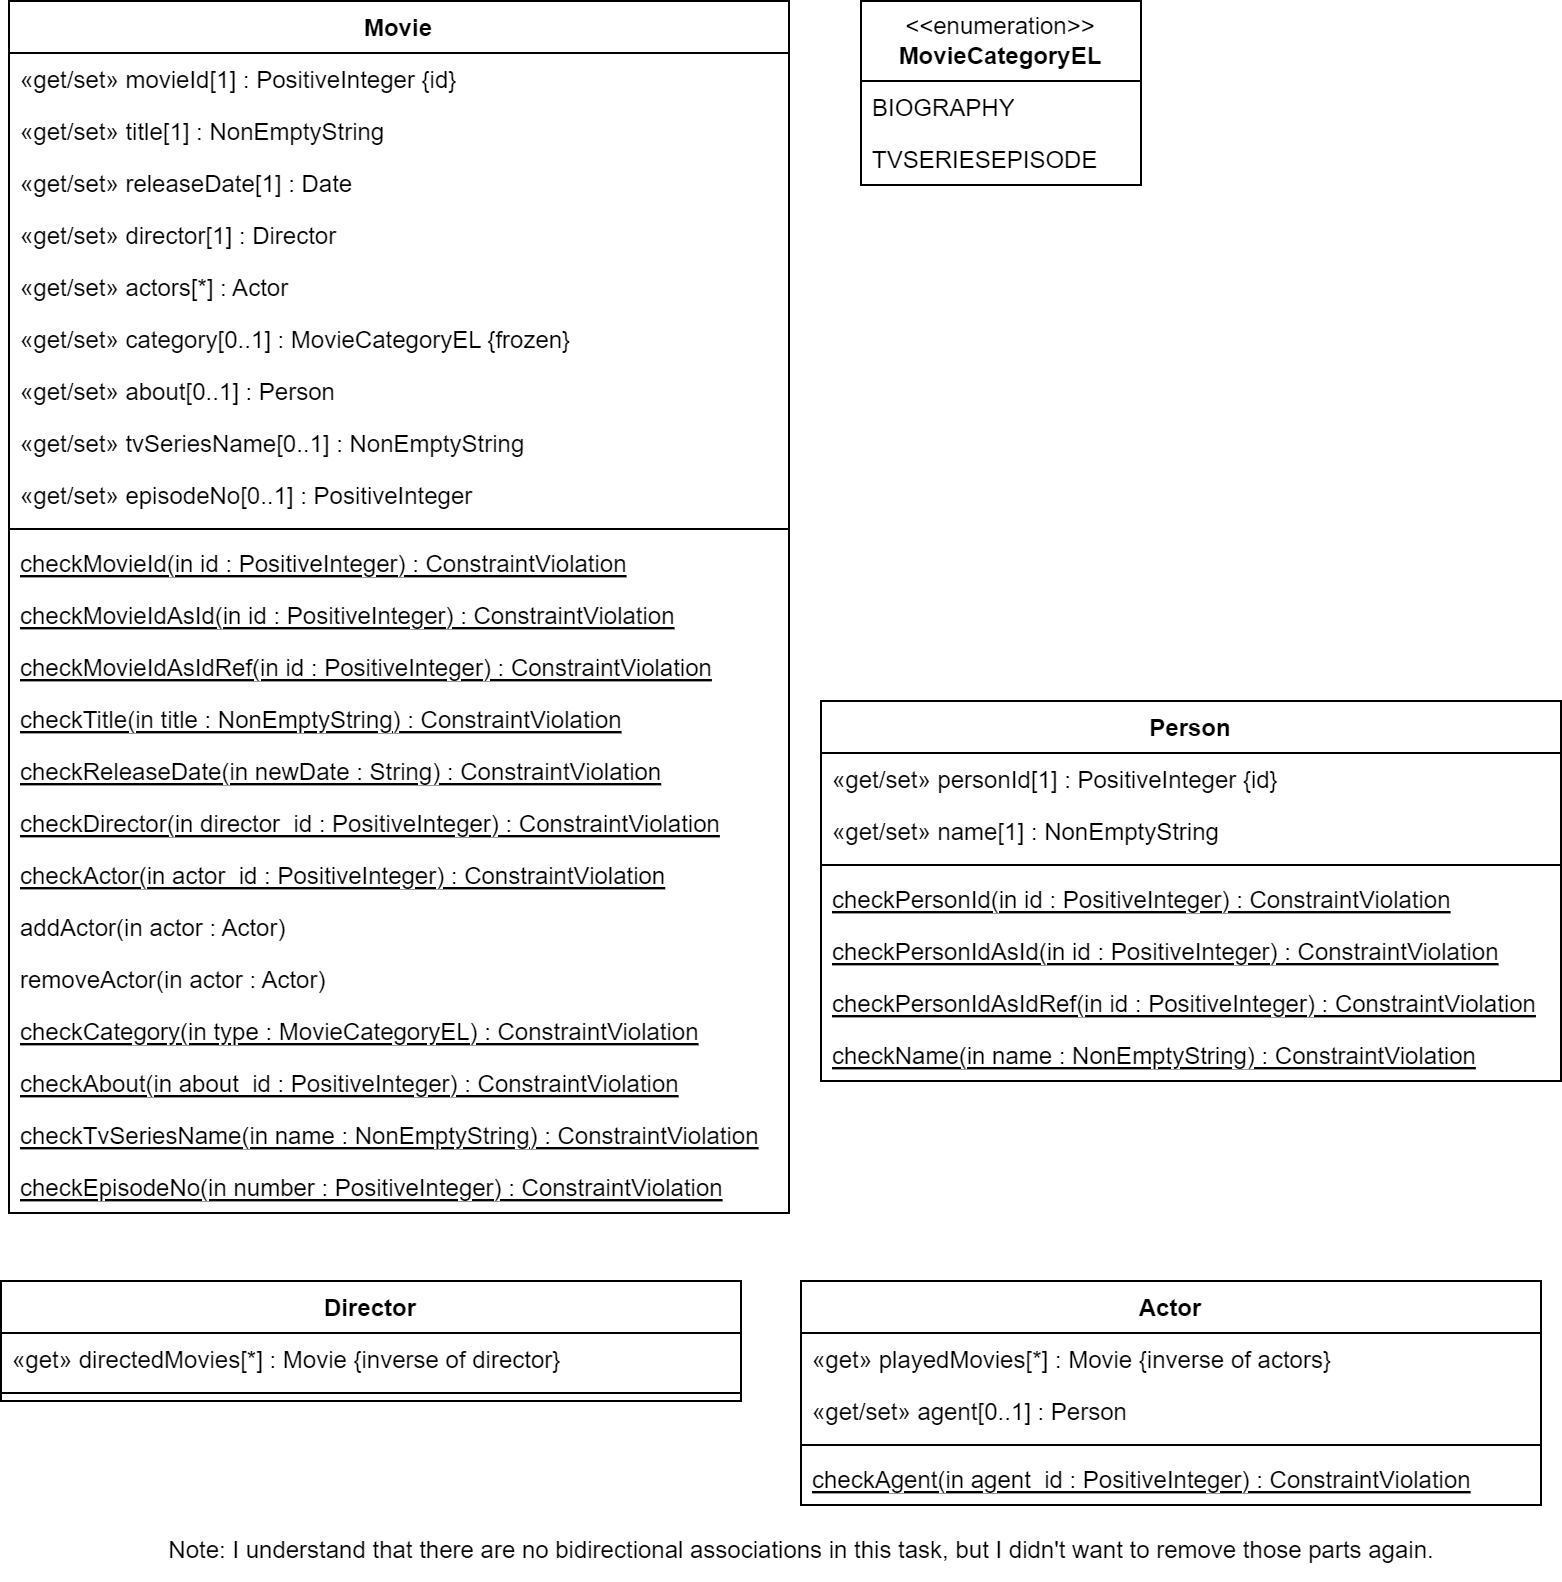 Movie
«get/set» movieId[1] : PositiveInteger {id}
«get/set» title[1] : NonEmptyString
«get/set» releaseDate[1] : Date
«get/set» director[1] : Director
«get/set» actors[*] : Actor
«get/set» category[0..1] : MovieCategoryEL {frozen}
«get/set» about[0..1] : Person
«get/set» tvSeriesName[0..1] : NonEmptyString
«get/set» episodeNo[0..1] : PositiveInteger
checkMovieId(in id : PositiveInteger) : ConstraintViolation
checkMovieIdAsId(in id : PositiveInteger) : ConstraintViolation
checkMovieIdAsIdRef(in id : PositiveInteger) : ConstraintViolation
checkTitle(in title : NonEmptyString) : ConstraintViolation
checkReleaseDate(in newDate : String) : ConstraintViolation
checkDirector(in director_id : PositiveInteger) : ConstraintViolation
checkActor(in actor_id : PositiveInteger) : ConstraintViolation
addActor(in actor : Actor)
removeActor(in actor : Actor)
checkCategory(in type : MovieCategoryEL) : ConstraintViolation
checkAbout(in about_id : PositiveInteger) : ConstraintViolation
checkTvSeriesName(in name : NonEmptyString) : ConstraintViolation
checkEpisodeNo(in number : PositiveInteger) : ConstraintViolation
<<enumeration>>
MovieCategoryEL
BIOGRAPHY
TVSERIESEPISODE
Person
«get/set» personId[1] : PositiveInteger {id}
«get/set» name[1] : NonEmptyString
checkPersonId(in id : PositiveInteger) : ConstraintViolation
checkPersonIdAsId(in id : PositiveInteger) : ConstraintViolation
checkPersonIdAsIdRef(in id : PositiveInteger) : ConstraintViolation
checkName(in name : NonEmptyString) : ConstraintViolation
Director
«get» directedMovies[*] : Movie {inverse of director}
Actor
«get» playedMovies[*] : Movie {inverse of actors}
«get/set» agent[0..1] : Person
checkAgent(in agent_id : PositiveInteger) : ConstraintViolation
Note: I understand that there are no bidirectional associations in this task, but I didn't want to remove those parts again.